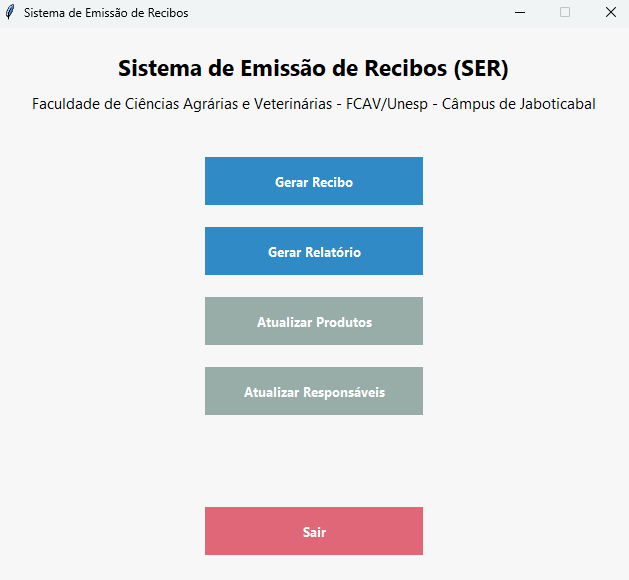 Sistema de Emissão de Recibos
Sistema de Emissão de Recibos (SER)
Faculdade de Ciências Agrárias e Veterinárias - FCAV/Unesp - Câmpus de Jaboticabal
Gerar Recibo
Gerar Relatório
Atualizar Produtos
Atualizar Responsáveis
Sair